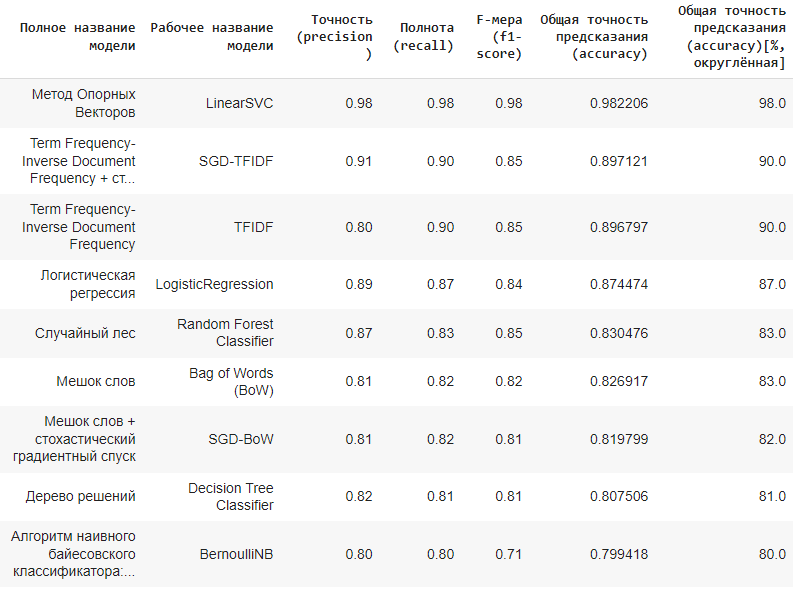 Полное название модели
Рабочее название модели
Точность (precision)
Полнота (recall)
F-мера (f1-score)
Общая точность предсказания (accuracy)
Общая точность предсказания (accuracy)[%, округлённая]
Метод Опорных Векторов
LinearSVC
0.98
0.98
0.98
0.982206
98.0
Term Frequency-Inverse Document Frequency + ст...
SGD-TFIDF
0.91
0.90
0.85
0.897121
90.0
Term Frequency-Inverse Document Frequency
TFIDF
0.80
0.90
0.85
0.896797
90.0
Логистическая регрессия
LogisticRegression
0.89
0.87
0.84
0.874474
87.0
Случайный лес
Random Forest Classifier
0.87
0.83
0.85
0.830476
83.0
Мешок слов
Bag of Words (BoW)
0.81
0.82
0.82
0.826917
83.0
Мешок слов + стохастический градиентный спуск
SGD-BoW
0.81
0.82
0.81
0.819799
82.0
Дерево решений
Decision Tree Classifier
0.82
0.81
0.81
0.807506
81.0
Алгоритм наивного байесовского классификатора:...
BernoulliNB
0.80
0.80
0.71
0.799418
80.0